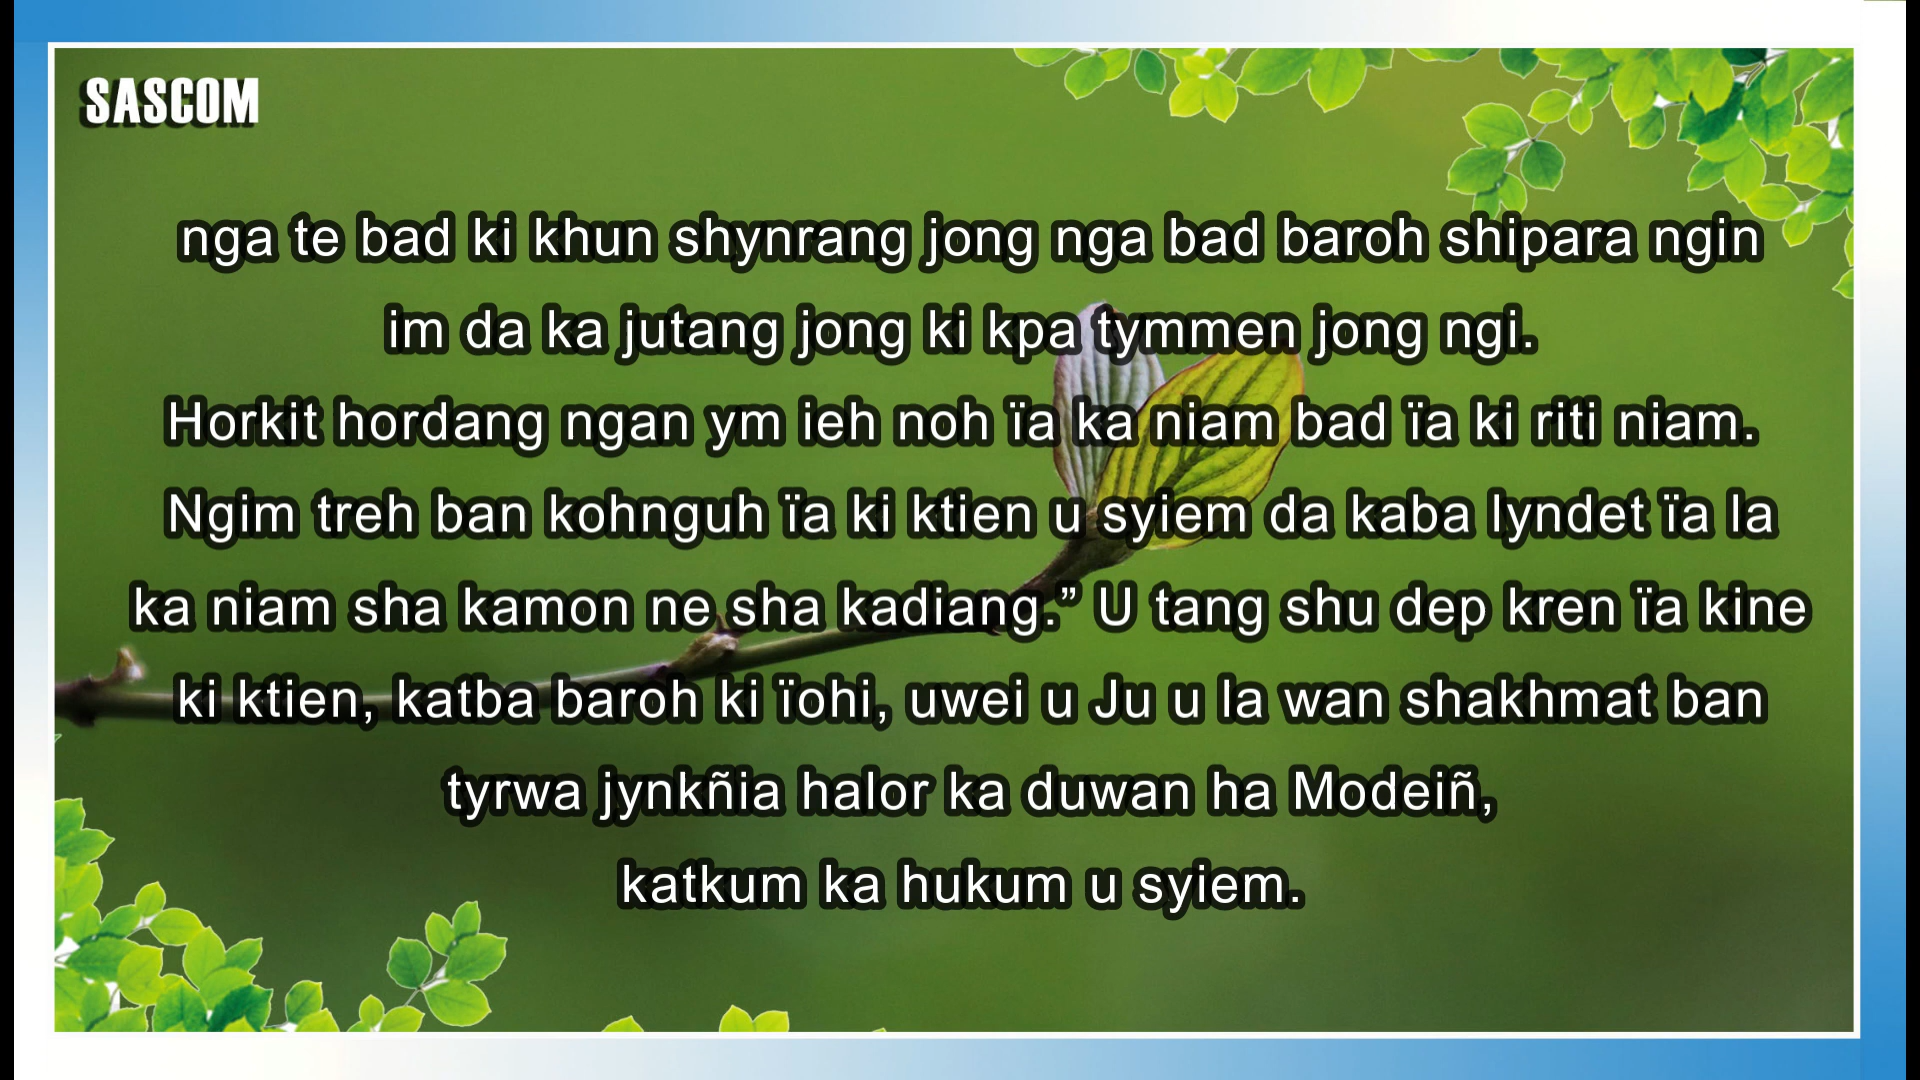 SASCOM
nga te bad ki khun shynrang jong nga bad baroh shipara ngin
im da ka jutang jong ki kpa tymmen jong ngi.
Horkit hordang ngan ym ieh noh ïa ka niam bad ïa ki riti niam.
Ngim treh ban kohnguh ïa ki ktien u syiem da kaba lyndet ïa la
ka niam sha kamon ne sha kadiang.” U tang shu dep kren ïa kine
ki ktien, katba baroh ki ïohi, uwei u Ju u la wan shakhmat ban
tyrwa jynkñia halor ka duwan ha Modeiñ,
katkum ka hukum u syiem.